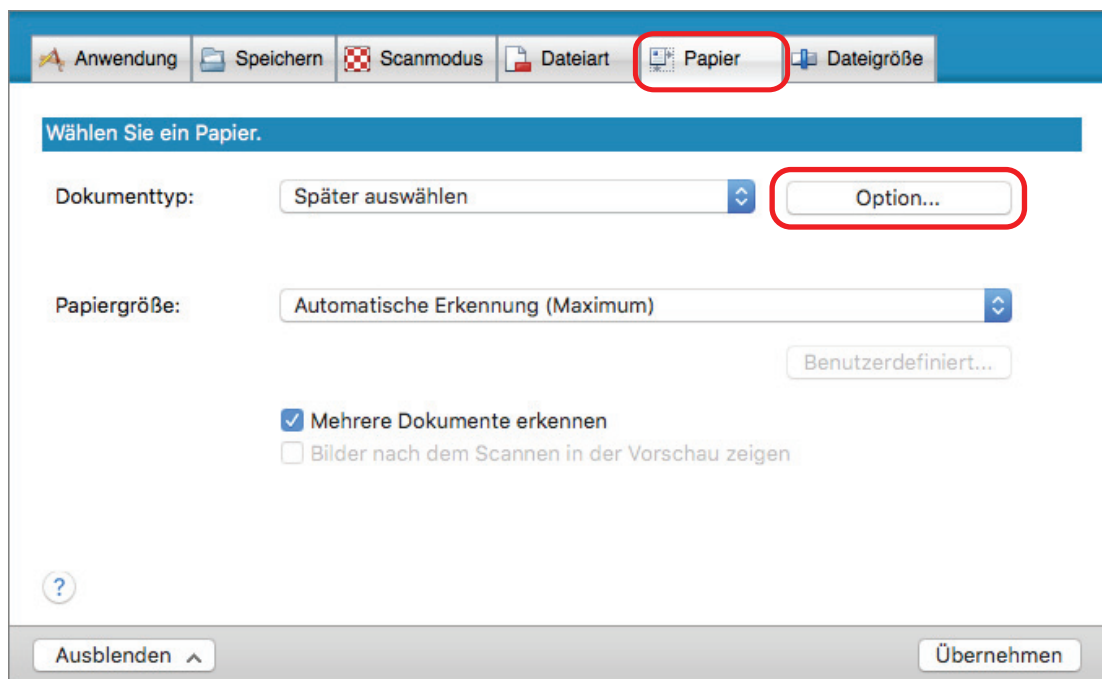 Anwendung Speichern Scanmodus Dateiart Papier Dateigröße
Wählen Sie ein Papier.
Dokumenttyp: Später auswählen Option...
Papiergröße: Automatische Erkennung (Maximum)
Benutzerdefiniert...
Mehrere Dokumente erkennen
Bilder nach dem Scannen in der Vorschau zeigen
?
Ausblenden Übernehmen